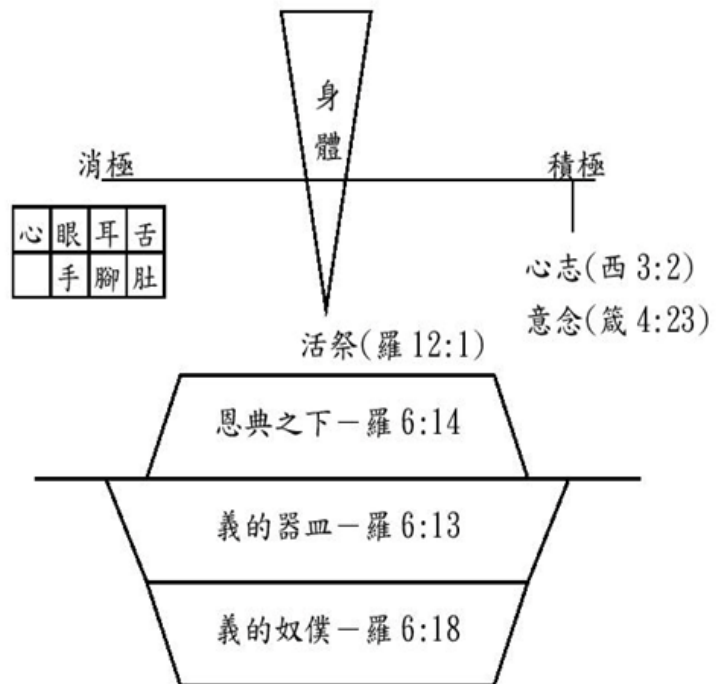 身
體
消極
積極
心 眼 耳 舌
手 腳 肚
心志(西 3:2)
意念(箴 4:23)
活祭(羅 12:1)
恩典之下－羅 6:14
義的器皿－羅 6:13
義的奴僕－羅 6:18